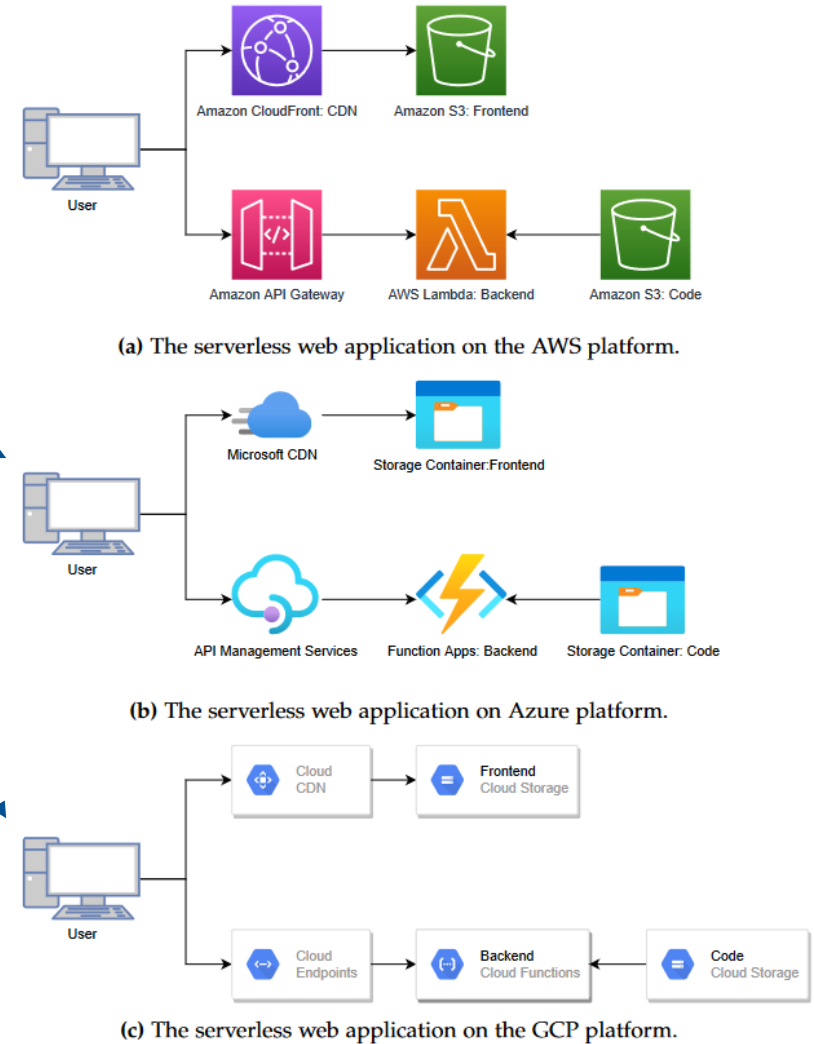 Amazon CloudFront: CDN
Amazon S3: Frontend
User
Amazon API Gateway
AWS Lambda: Backend
Amazon S3: Code
(a) The serverless web application on the AWS platform.
Microsoft CDN
Storage Container:Frontend
User
API Management Services
Function Apps: Backend
Storage Container: Code
(b) The serverless web application on Azure platform.
Cloud
CDN
Frontend
Cloud Storage
User
Cloud
Endpoints
Backend
Cloud Functions
Code
Cloud Storage
(c) The serverless web application on the GCP platform.